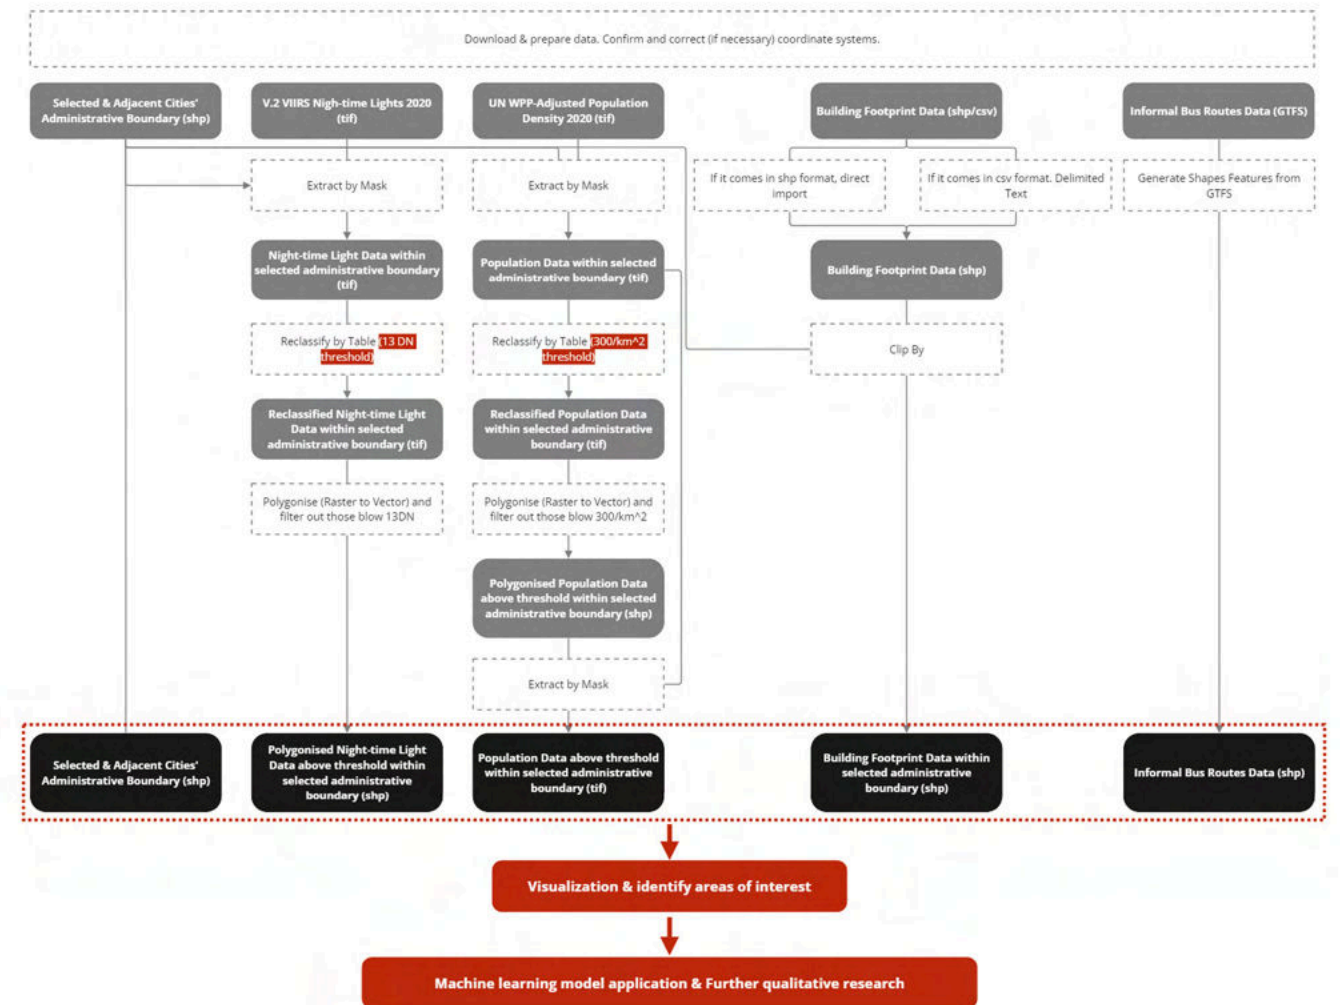 Download & prepare data. Confirm and correct (if necessary) coordinate systems.
Selected & Adjacent Cities'
Administrative Boundary (shp)
V.2 VIIRS Nigh-time Lights 2020
(tif)
UN WPP-Adjusted Population
Density 2020 (tif)
Building Footprint Data (shp/csv)
Informal Bus Routes Data (GTFS)
Extract by Mask
Extract by Mask
If it comes in shp format, direct
import
If it comes in csv format. Delimited
Text
Generate Shapes Features from
GTFS
Night-time Light Data within
selected administrative boundary
(tif)
Population Data within selected
administrative boundary (tif)
Building Footprint Data (shp)
Reclassify by Table (13 DN
threshold)
Reclassify by Table (300/km^2
threshold)
Clip By
Reclassified Night-time Light
Data within selected
administrative boundary (tif)
Reclassified Population Data
within selected administrative
boundary (tif)
Polygonise (Raster to Vector) and
filter out those blow 13DN
Polygonise (Raster to Vector) and
filter out those blow 300/km^2
Polygonised Population Data
above threshold within selected
administrative boundary (shp)
Extract by Mask
Selected & Adjacent Cities'
Administrative Boundary (shp)
Polygonised Night-time Light
Data above threshold within
selected administrative
boundary (shp)
Population Data above threshold
within selected administrative
boundary (tif)
Building Footprint Data within
selected administrative
boundary (shp)
Informal Bus Routes Data (shp)
Visualization & identify areas of interest
Machine learning model application & Further qualitative research